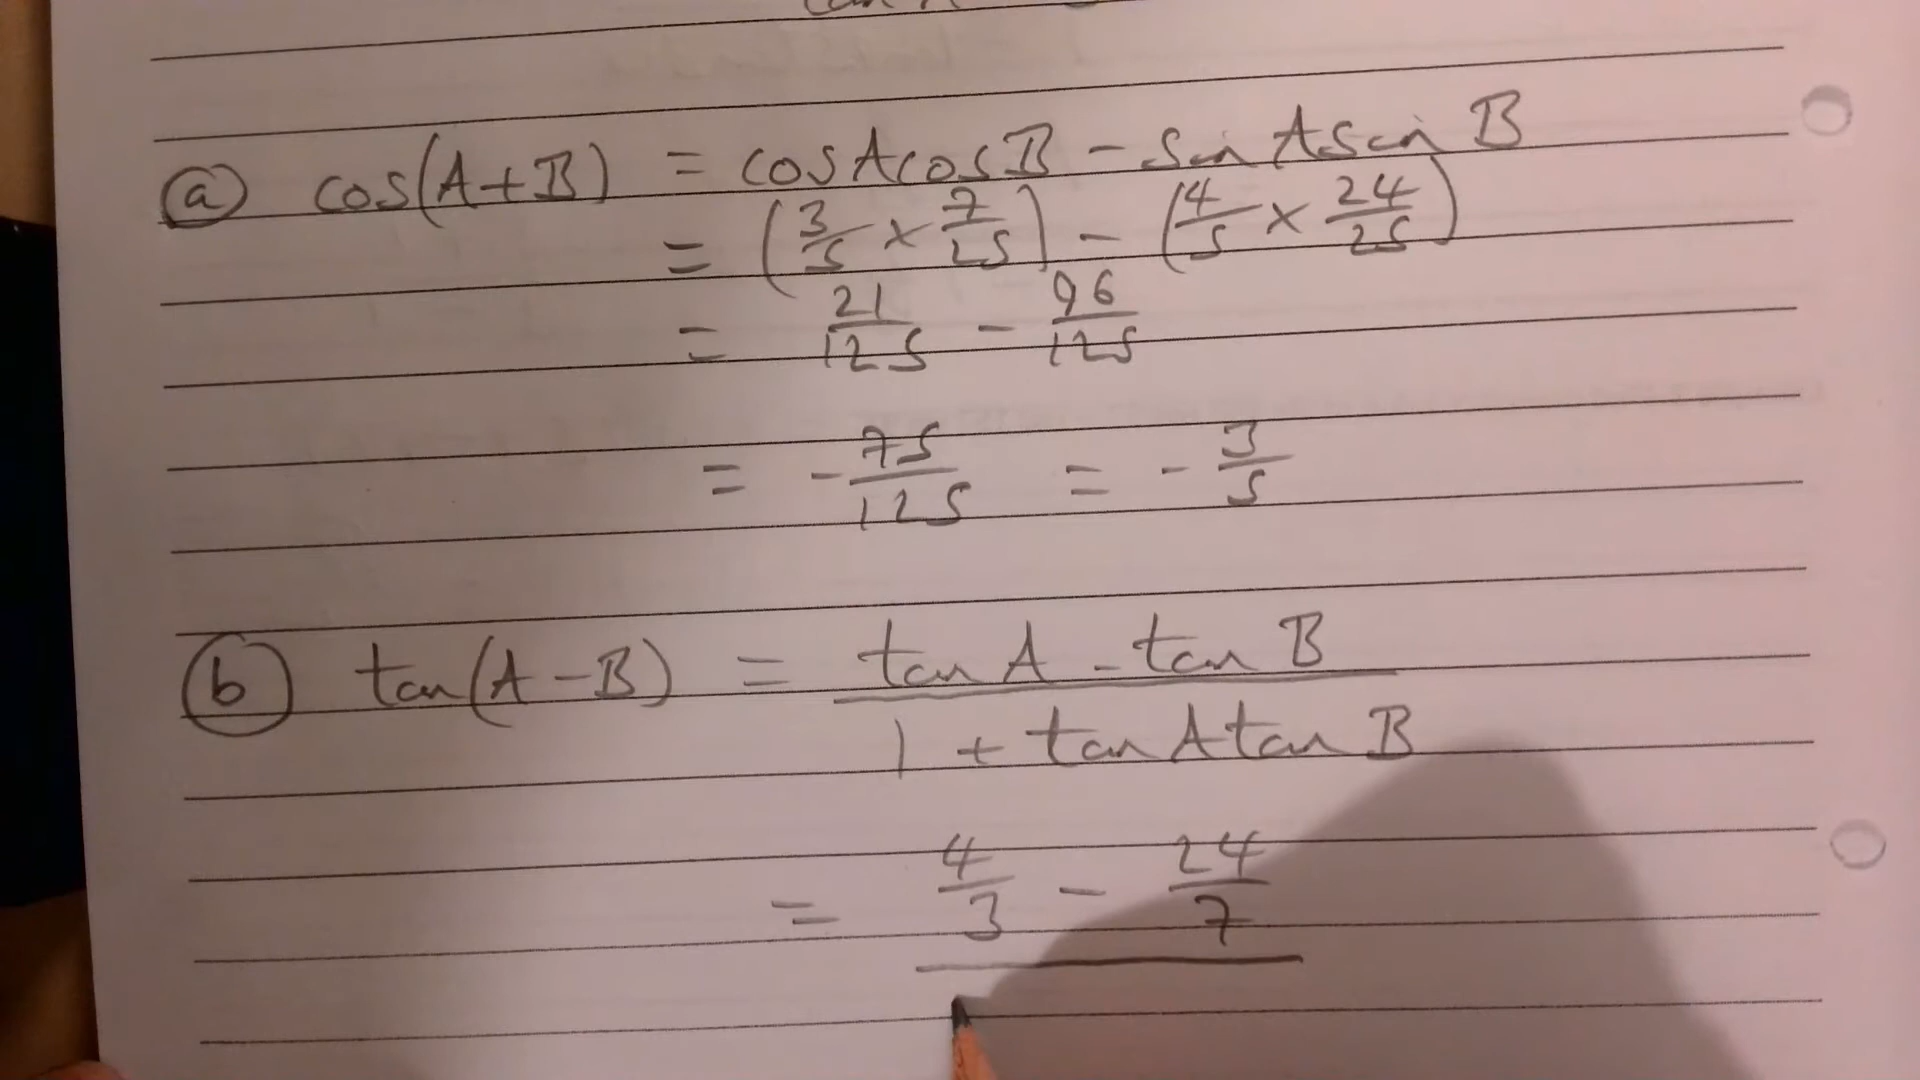 (a) cos(A+B) = cosAcosB - sinAsinB
= (3/5 × 7/25) - (4/5 × 24/25)
= 21/125 - 96/125
= - 75/125 = - 3/5
(b) tan(A-B) = tanA - tanB / 1 + tanAtanB
= 4/3 - 24/7